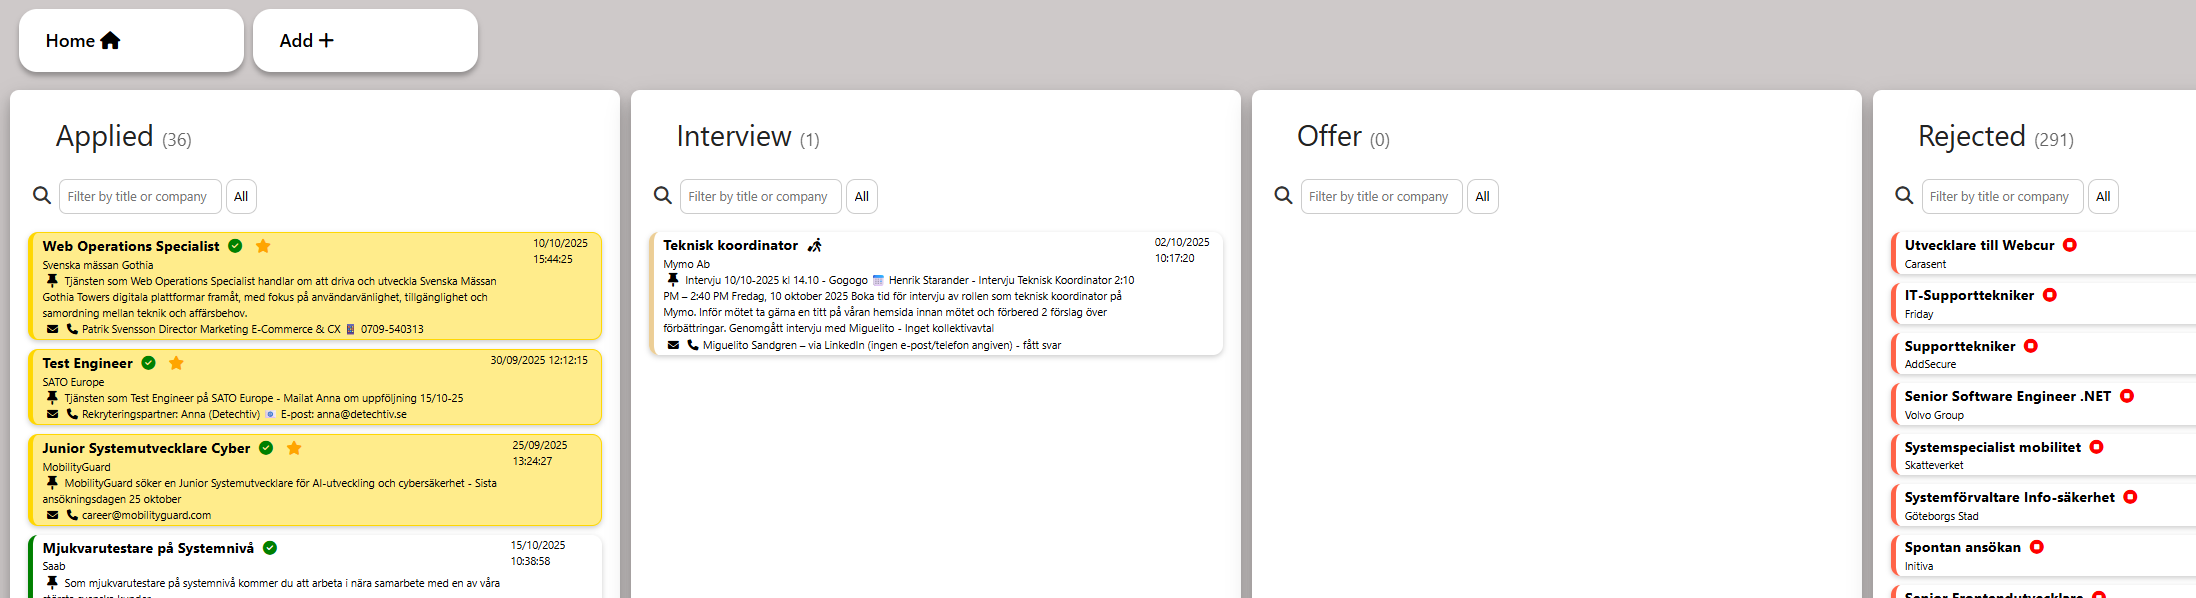 Home
Add
Applied (36)
Filter by title or company
All
Web Operations Specialist
10/10/2025
15:44:25
Svenska mässan Gothia
Tjänsten som Web Operations Specialist handlar om att driva och utveckla Svenska Mässan
Gothia Towers digitala plattformar framåt, med fokus på användarvänlighet, tillgänglighet och
samordning mellan teknik och affärsbehov.
Patrik Svensson Director Marketing E-Commerce & CX 0709-540313
Test Engineer
30/09/2025 12:12:15
SATO Europe
Tjänsten som Test Engineer på SATO Europe - Mailat Anna om uppföljning 15/10-25
Rekryteringspartner: Anna (Detechtiv) E-post: anna@detechtiv.se
Junior Systemutvecklare Cyber
25/09/2025
13:24:27
MobilityGuard
MobilityGuard söker en Junior Systemutvecklare för AI-utveckling och cybersäkerhet - Sista
ansökningsdagen 25 oktober
career@mobilityguard.com
Mjukvarutestare på Systemnivå
15/10/2025
10:38:58
Saab
Som mjukvarutestare på systemnivå kommer du att arbeta i nära samarbete med en av våra
största svenska kunder
Interview (1)
Filter by title or company
All
Teknisk koordinator
02/10/2025
10:17:20
Mymo Ab
Intervju 10/10-2025 kl 14.10 - Gogogo Henrik Starander - Intervju Teknisk Koordinator 2:10
PM – 2:40 PM Fredag, 10 oktober 2025 Boka tid för intervju av rollen som teknisk koordinator på
Mymo. Inför mötet ta gärna en titt på våran hemsida innan mötet och förbered 2 förslag över
förbättringar. Genomgått intervju med Miguelito - Inget kollektivavtal
Miguelito Sandgren – via LinkedIn (ingen e-post/telefon angiven) - fått svar
Offer (0)
Filter by title or company
All
Rejected (291)
Filter by title or company
All
Utvecklare till Webcur
Carasent
IT-Supporttekniker
Friday
Supporttekniker
AddSecure
Senior Software Engineer .NET
Volvo Group
Systemspecialist mobilitet
Skatteverket
Systemförvaltare Info-säkerhet
Göteborgs Stad
Spontan ansökan
Initiva
Senior Frontendutvecklare